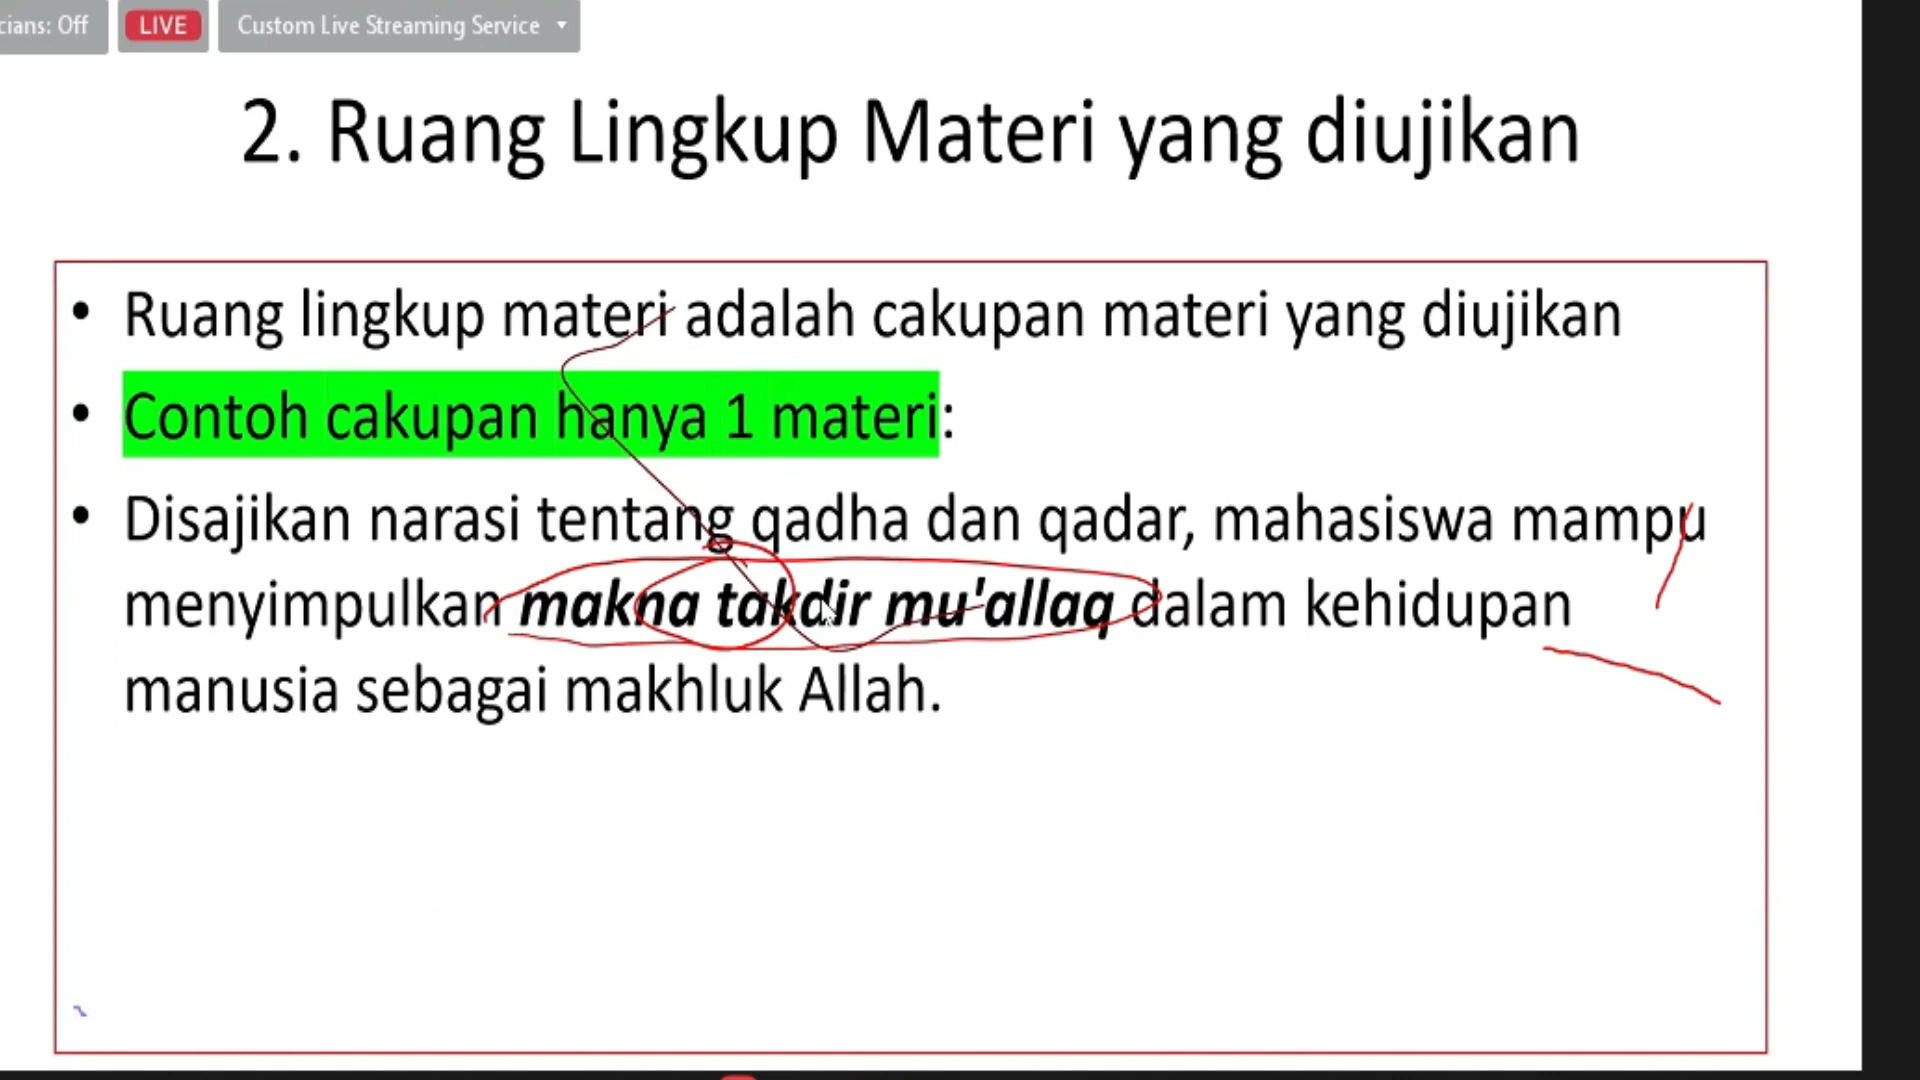 cians: Off LIVE Custom Live Streaming Service
2. Ruang Lingkup Materi yang diujikan
• Ruang lingkup materi adalah cakupan materi yang diujikan
• Contoh cakupan hanya 1 materi:
• Disajikan narasi tentang qadha dan qadar, mahasiswa mampu
menyimpulkan makna takdir mu'allaq dalam kehidupan
manusia sebagai makhluk Allah.